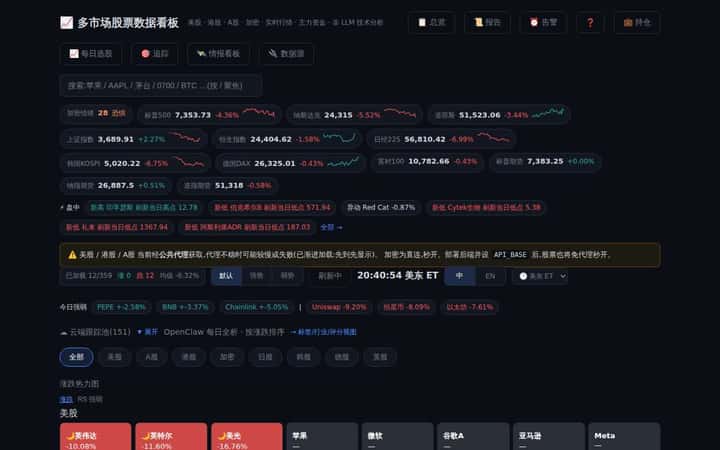 📈 多市场股票数据看板 美股 · 港股 · A股 · 加密 · 实时行情 · 主力资金 · 非 LLM 技术分析 📋 总览 📜 报告 ⏰ 告警 ❓ 💼 持仓
📈 每日选股 🎯 追踪 🛰 情报看板 🔌 数据源
搜索:苹果 / AAPL / 茅台 / 0700 / BTC ...(按 / 聚焦)
加密情绪 28 恐惧 标普500 7,353.73 -4.36% 纳斯达克 24,315 -5.52% 道琼斯 51,523.06 -3.44%
上证指数 3,689.91 +2.27% 恒生指数 24,404.62 -1.58% 日经225 56,810.42 -6.99%
韩国KOSPI 5,020.22 -6.75% 德国DAX 26,325.01 -0.43% 富时100 10,782.66 -0.43% 标普期货 7,383.25 +0.00%
纳指期货 26,887.5 +0.51% 道指期货 51,318 -0.58%
⚡ 盘中 新高 印孚瑟斯 刷新当日高点 12.78 新低 伯克希尔B 刷新当日低点 571.94 异动 Red Cat -0.87% 新低 Cytek生物 刷新当日低点 5.38
新低 礼来 刷新当日低点 1367.94 新低 阿斯利康ADR 刷新当日低点 187.03 全部 →
⚠️ 美股 / 港股 / A股 当前经公共代理获取,代理不稳时可能较慢或失败(已渐进加载:先到先显示)。 加密为直连,秒开。部署后端并设 API_BASE 后,股票也将免代理秒开。
已加载 12/359 涨 0 跌 12 均值 -6.32% 默认 强势 弱势 刷新中 20:40:54 美东 ET 中 EN 🕗 美东 ET
今日强弱 PEPE +-2.58% BNB +-3.37% Chainlink +-5.05% | Uniswap -9.20% 恒星币 -8.09% 以太坊 -7.61%
☁ 云端跟踪池(151) ▼ 展开 OpenClaw 每日全析 · 按涨跌排序 → 标签/行业/评分视图
全部 美股 A股 港股 加密 日股 韩股 德股 英股
涨跌热力图
涨跌 RS 强弱
美股
🌙英伟达 🌙英特尔 🌙美光 苹果 微软 谷歌A 亚马逊 Meta
-10.08% -11.60% -16.76% — — — — —